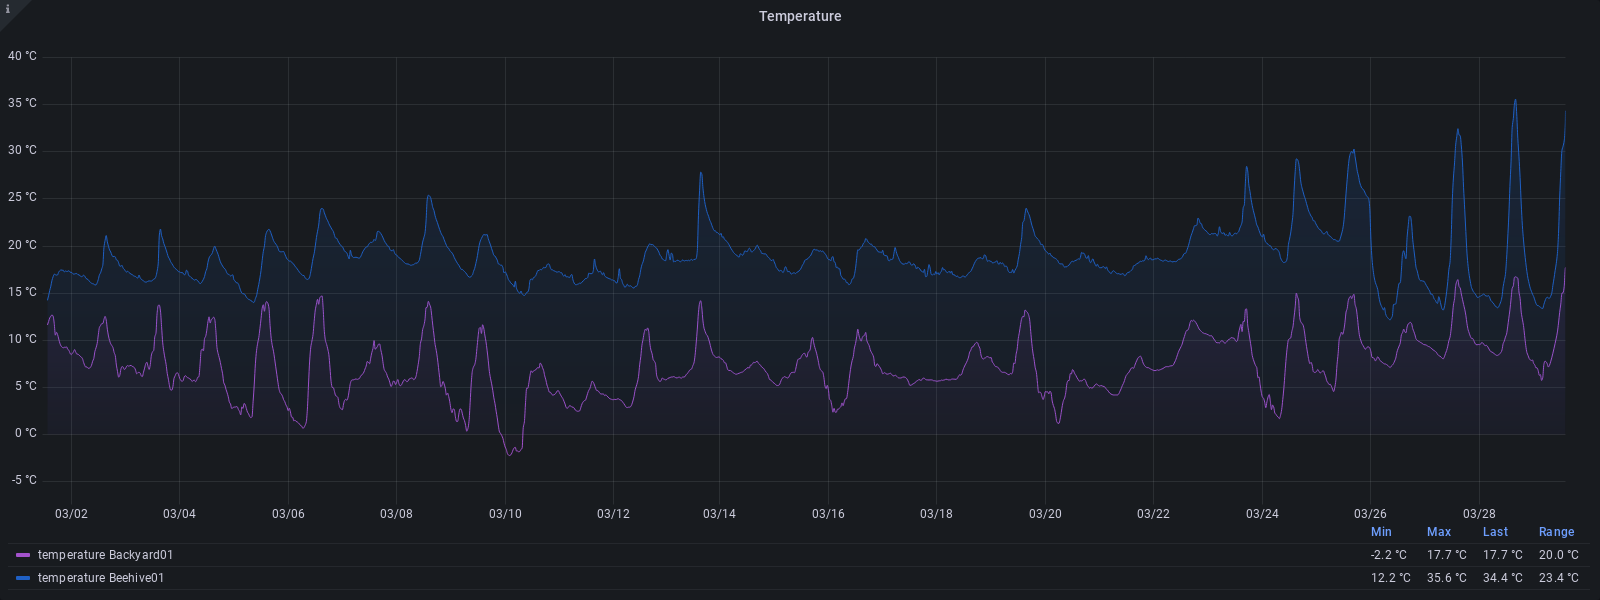 i
Temperature
40 °C
35 °C
30 °C
25 °C
20 °C
15 °C
10 °C
5 °C
0 °C
-5 °C
03/02 03/04 03/06 03/08 03/10 03/12 03/14 03/16 03/18 03/20 03/22 03/24 03/26 03/28
Min Max Last Range
temperature Backyard01 -2.2 °C 17.7 °C 17.7 °C 20.0 °C
temperature Beehive01 12.2 °C 35.6 °C 34.4 °C 23.4 °C